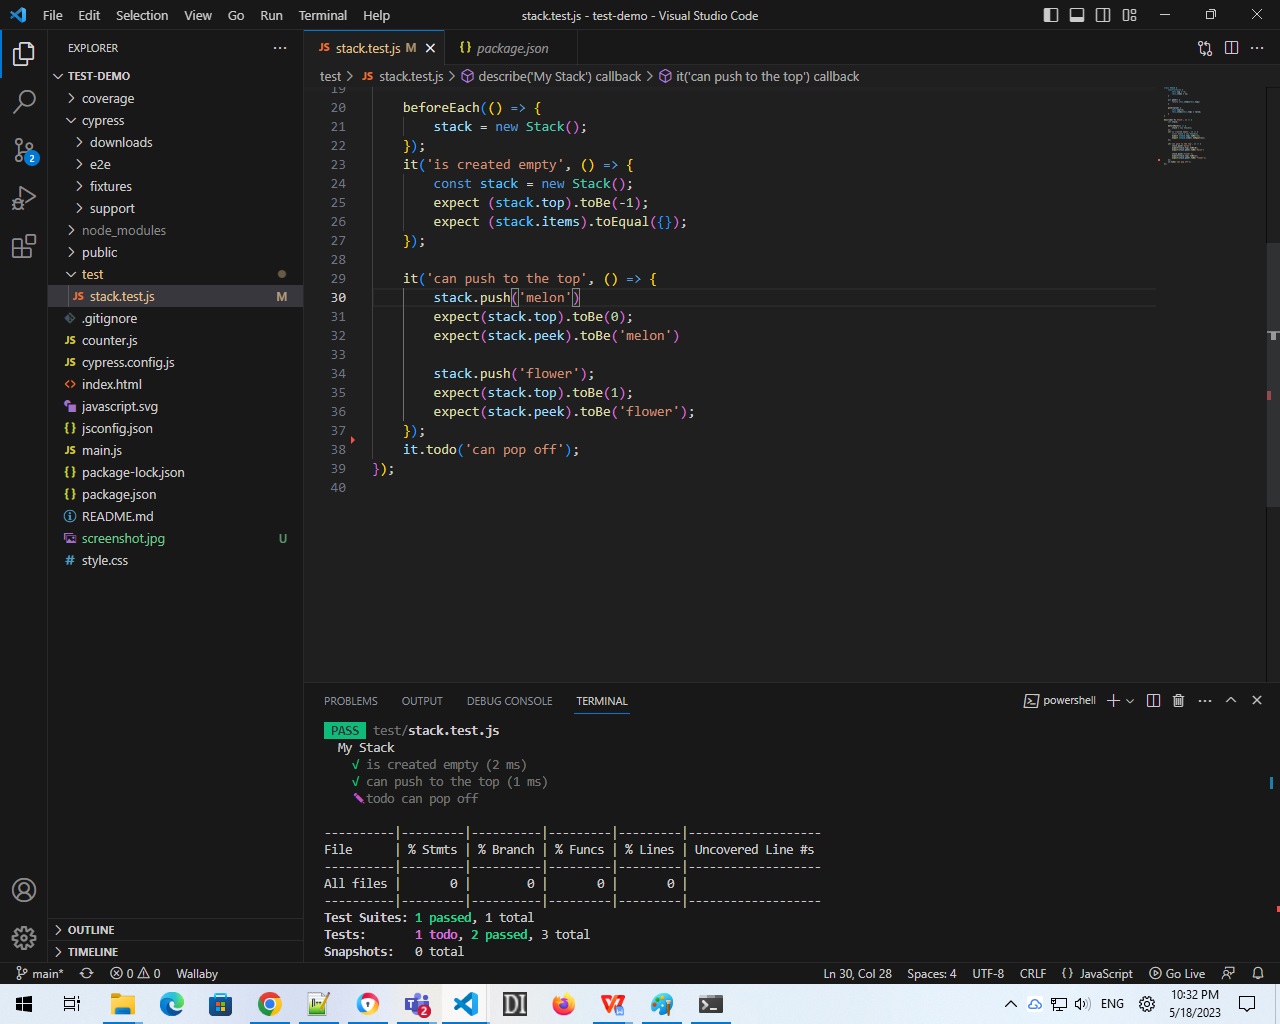 File Edit Selection View Go Run Terminal Help
stack.test.js - test-demo - Visual Studio Code
EXPLORER
TEST-DEMO
coverage
cypress
downloads
e2e
fixtures
support
node_modules
public
test
JS stack.test.js M
.gitignore
JS counter.js
JS cypress.config.js
<> index.html
javascript.svg
{} jsconfig.json
JS main.js
{} package-lock.json
{} package.json
README.md
screenshot.jpg U
# style.css
OUTLINE
TIMELINE
2
JS stack.test.js M
{} package.json
test > JS stack.test.js > describe('My Stack') callback > it('can push to the top') callback
19
20 beforeEach(() => {
21 stack = new Stack();
22 });
23 it('is created empty', () => {
24 const stack = new Stack();
25 expect (stack.top).toBe(-1);
26 expect (stack.items).toEqual({});
27 });
28
29 it('can push to the top', () => {
30 stack.push('melon')
31 expect(stack.top).toBe(0);
32 expect(stack.peek).toBe('melon')
33
34 stack.push('flower');
35 expect(stack.top).toBe(1);
36 expect(stack.peek).toBe('flower');
37 });
38 it.todo('can pop off');
39 });
40
PROBLEMS OUTPUT DEBUG CONSOLE TERMINAL
powershell
PASS test/stack.test.js
My Stack
√ is created empty (2 ms)
√ can push to the top (1 ms)
todo can pop off
----------|---------|----------|---------|---------|-------------------
File | % Stmts | % Branch | % Funcs | % Lines | Uncovered Line #s
----------|---------|----------|---------|---------|-------------------
All files | 0 | 0 | 0 | 0 |
----------|---------|----------|---------|---------|-------------------
Test Suites: 1 passed, 1 total
Tests: 1 todo, 2 passed, 3 total
Snapshots: 0 total
main* 0 0 Wallaby
Ln 30, Col 28 Spaces: 4 UTF-8 CRLF {} JavaScript Go Live
2
DI
W
ENG
10:32 PM
5/18/2023